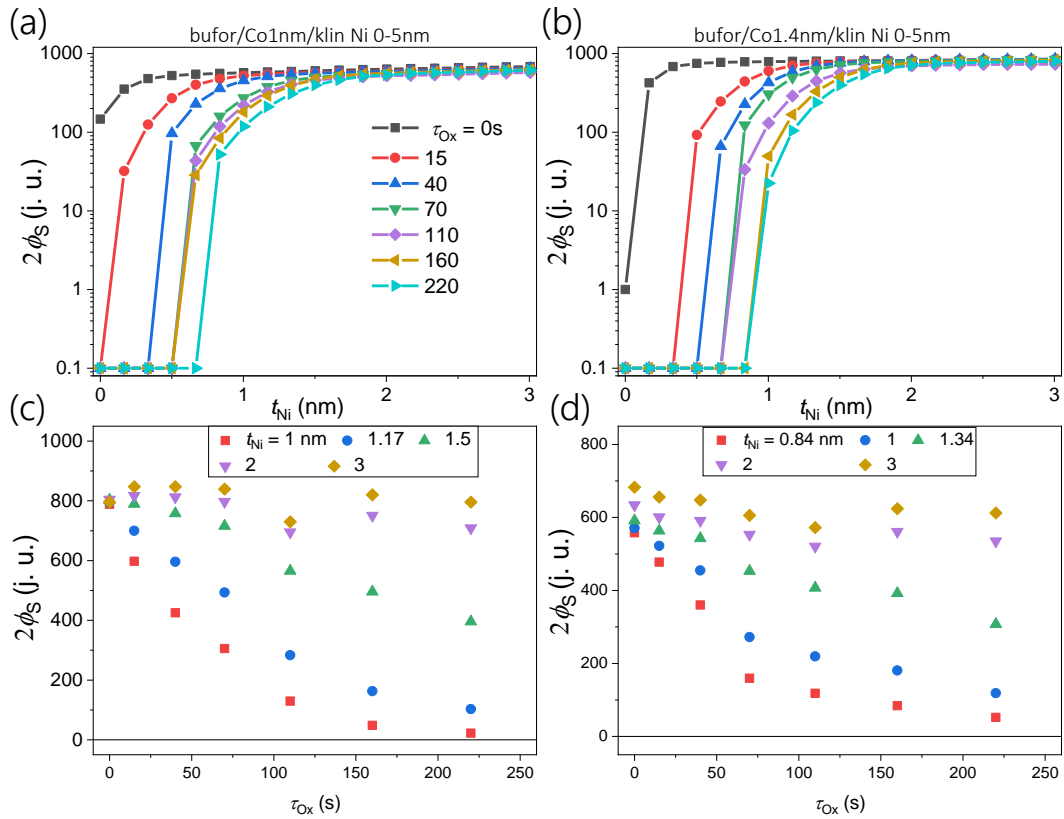 (a)
bufor/Co1nm/klin Ni 0-5nm
1000
100
10
1
0.1
2ϕS (j. u.)
τOx = 0s
15
40
70
110
160
220
0
1
2
3
tNi (nm)
(b)
bufor/Co1.4nm/klin Ni 0-5nm
1000
100
10
1
0.1
2ϕS (j. u.)
0
1
2
3
tNi (nm)
(c)
1000
800
600
400
200
0
2ϕS (j. u.)
tNi = 1 nm 1.17 1.5
2 3
0 50 100 150 200 250
τOx (s)
(d)
800
600
400
200
0
2ϕS (j. u.)
tNi = 0.84 nm 1 1.34
2 3
0 50 100 150 200 250
τOx (s)